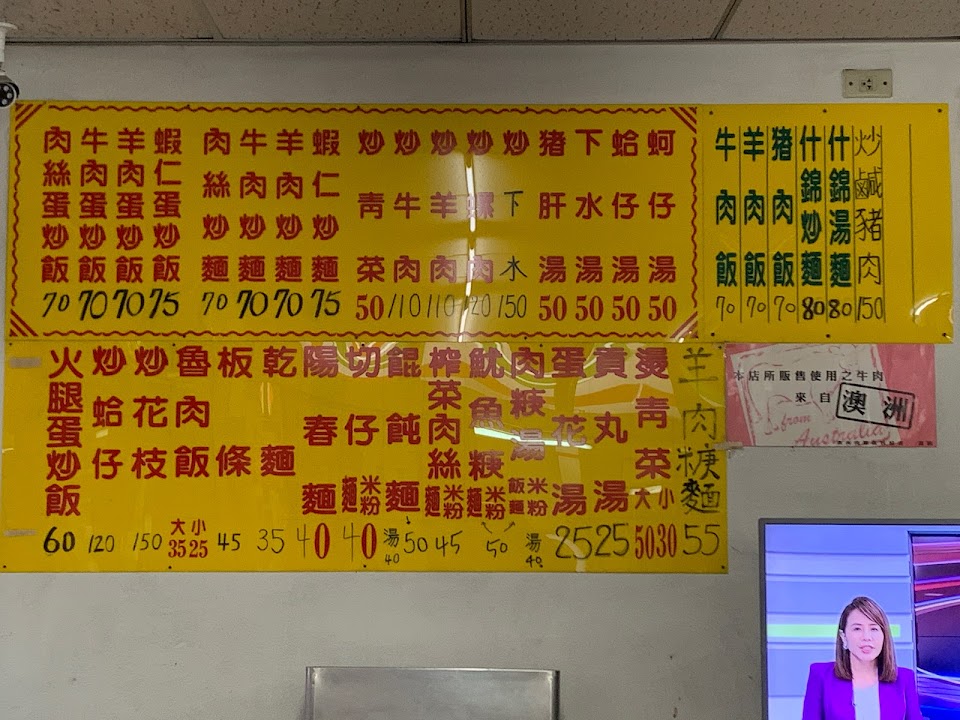 肉絲蛋炒飯 70
牛肉蛋炒飯 70
羊肉蛋炒飯 70
蝦仁蛋炒飯 75
肉絲炒麵 70
牛肉炒麵 70
羊肉炒麵 70
蝦仁炒麵 75
炒靑菜 50
炒牛肉 110
炒羊肉 110
炒螺肉 120
炒下水 150
猪肝湯 50
下水湯 50
蛤仔湯 50
蚵仔湯 50
牛肉飯 70
羊肉飯 70
猪肉飯 70
什錦炒麵 80
什錦湯麵 80
炒鹹豬肉 150
火腿蛋炒飯 60
炒蛤仔 120
炒花枝 150
魯肉飯 大35 小25
板條 45
乾麵 35
陽春麵 40
切仔麵米粉 40
餛飩麵 50 湯40
榨菜肉絲麵米粉 45
魷魚焿麵米粉 50
肉焿湯飯麵米粉 湯40
蛋花湯 25
貢丸湯 25
燙青菜 大50 小30
羊肉焿麵 55
本店所販售使用之牛肉
來自 澳洲
from
Australia